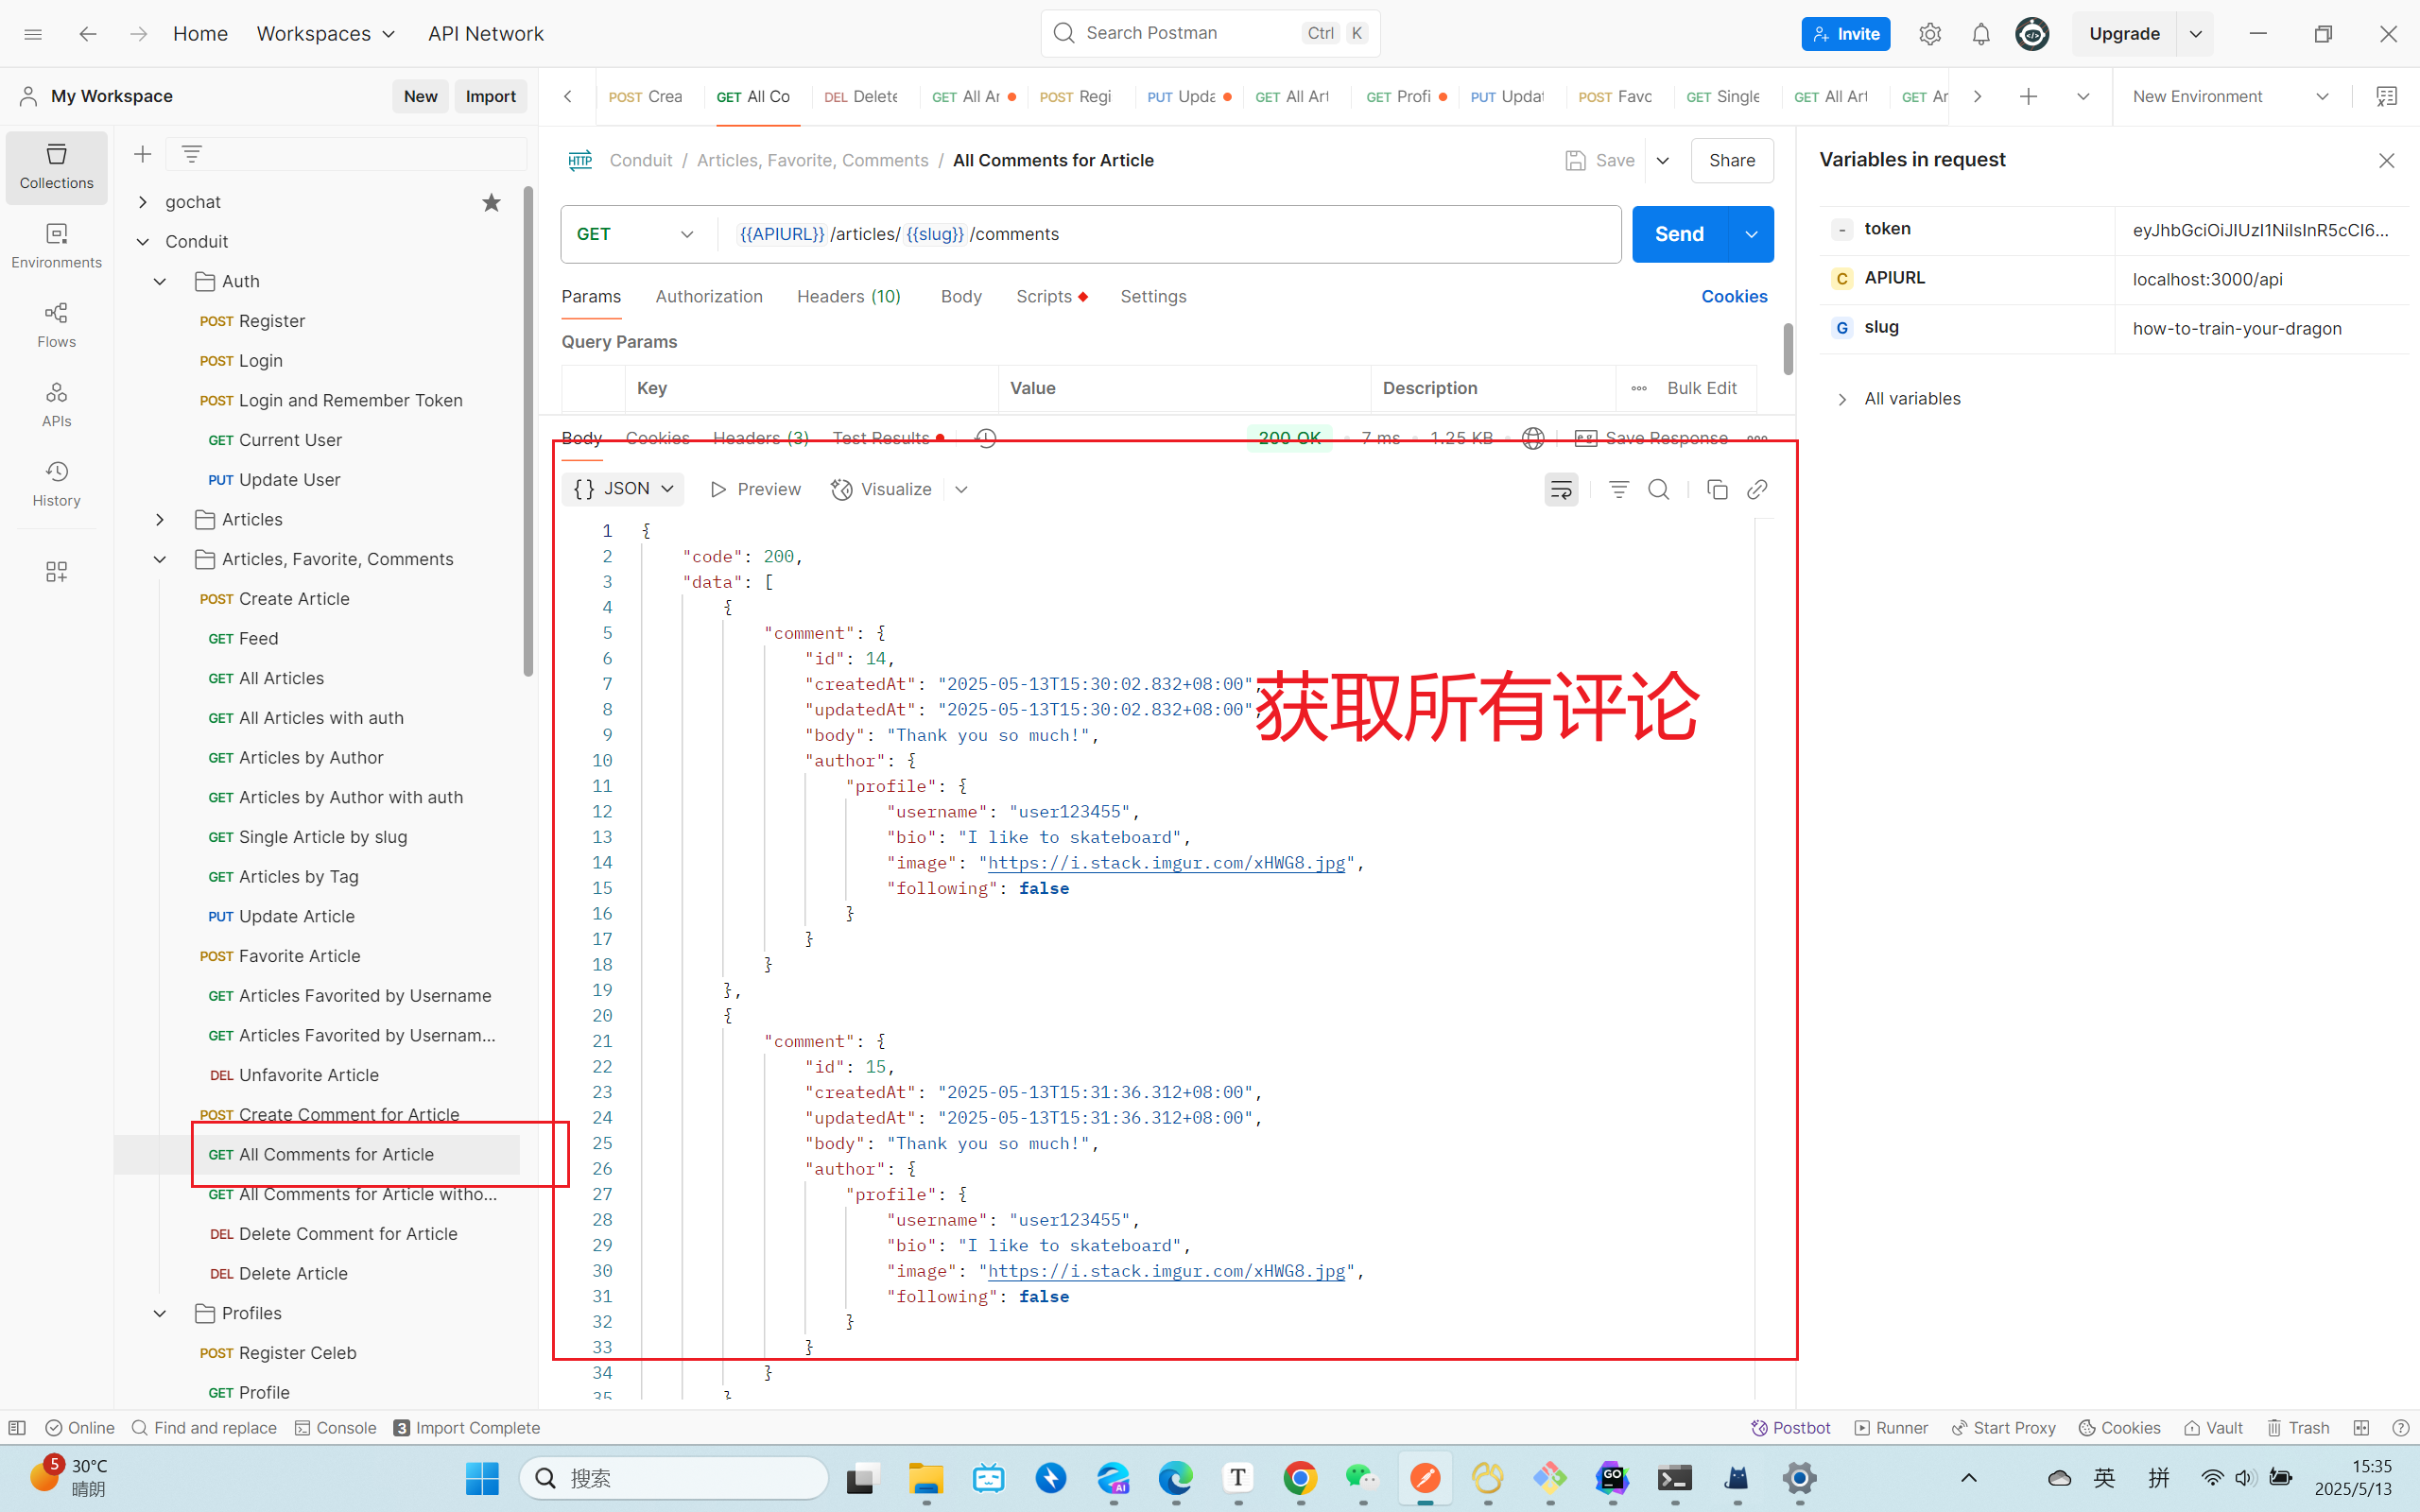 Home Workspaces API Network Search Postman Ctrl K Invite Upgrade
My Workspace New Import POST Crea GET All Co DEL Delete GET All Ar POST Regi PUT Upda GET All Art GET Profi PUT Updat POST Favo GET Single GET All Art GET Ar New Environment
Collections
Environments
Flows
APIs
History
gochat
Conduit
Auth
POST Register
POST Login
POST Login and Remember Token
GET Current User
PUT Update User
Articles
Articles, Favorite, Comments
POST Create Article
GET Feed
GET All Articles
GET All Articles with auth
GET Articles by Author
GET Articles by Author with auth
GET Single Article by slug
GET Articles by Tag
PUT Update Article
POST Favorite Article
GET Articles Favorited by Username
GET Articles Favorited by Usernam...
DEL Unfavorite Article
POST Create Comment for Article
GET All Comments for Article
GET All Comments for Article witho...
DEL Delete Comment for Article
DEL Delete Article
Profiles
POST Register Celeb
GET Profile
HTTP Conduit / Articles, Favorite, Comments / All Comments for Article Save Share
GET {{APIURL}} /articles/ {{slug}} /comments Send
Params Authorization Headers (10) Body Scripts Settings Cookies
Query Params
Key Value Description Bulk Edit
Body Cookies Headers (3) Test Results 200 OK 7 ms 1.25 KB Save Response
{} JSON Preview Visualize
1 {
2 "code": 200,
3 "data": [
4 {
5 "comment": {
6 "id": 14,
7 "createdAt": "2025-05-13T15:30:02.832+08:00",
8 "updatedAt": "2025-05-13T15:30:02.832+08:00",
获取所有评论
9 "body": "Thank you so much!",
10 "author": {
11 "profile": {
12 "username": "user123455",
13 "bio": "I like to skateboard",
14 "image": "https://i.stack.imgur.com/xHWG8.jpg",
15 "following": false
16 }
17 }
18 }
19 },
20 {
21 "comment": {
22 "id": 15,
23 "createdAt": "2025-05-13T15:31:36.312+08:00",
24 "updatedAt": "2025-05-13T15:31:36.312+08:00",
25 "body": "Thank you so much!",
26 "author": {
27 "profile": {
28 "username": "user123455",
29 "bio": "I like to skateboard",
30 "image": "https://i.stack.imgur.com/xHWG8.jpg",
31 "following": false
32 }
33 }
34 }
35 }
Variables in request
- token eyJhbGciOiJIUzI1NiIsInR5cCI6...
C APIURL localhost:3000/api
G slug how-to-train-your-dragon
All variables
Online Find and replace Console 3 Import Complete Postbot Runner Start Proxy Cookies Vault Trash
5 30°C
晴朗
搜索
AI
T
GO
英 拼
15:35
2025/5/13